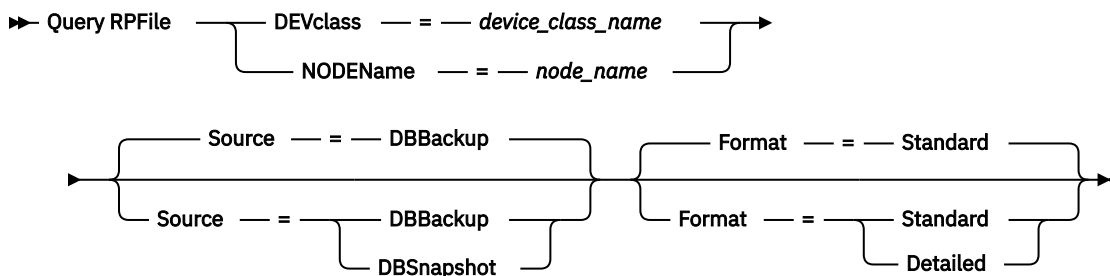 Query RPFile DEVclass = device_class_name
NODEName = node_name
Source = DBBackup Format = Standard
Source = DBBackup Format = Standard
DBSnapshot Detailed